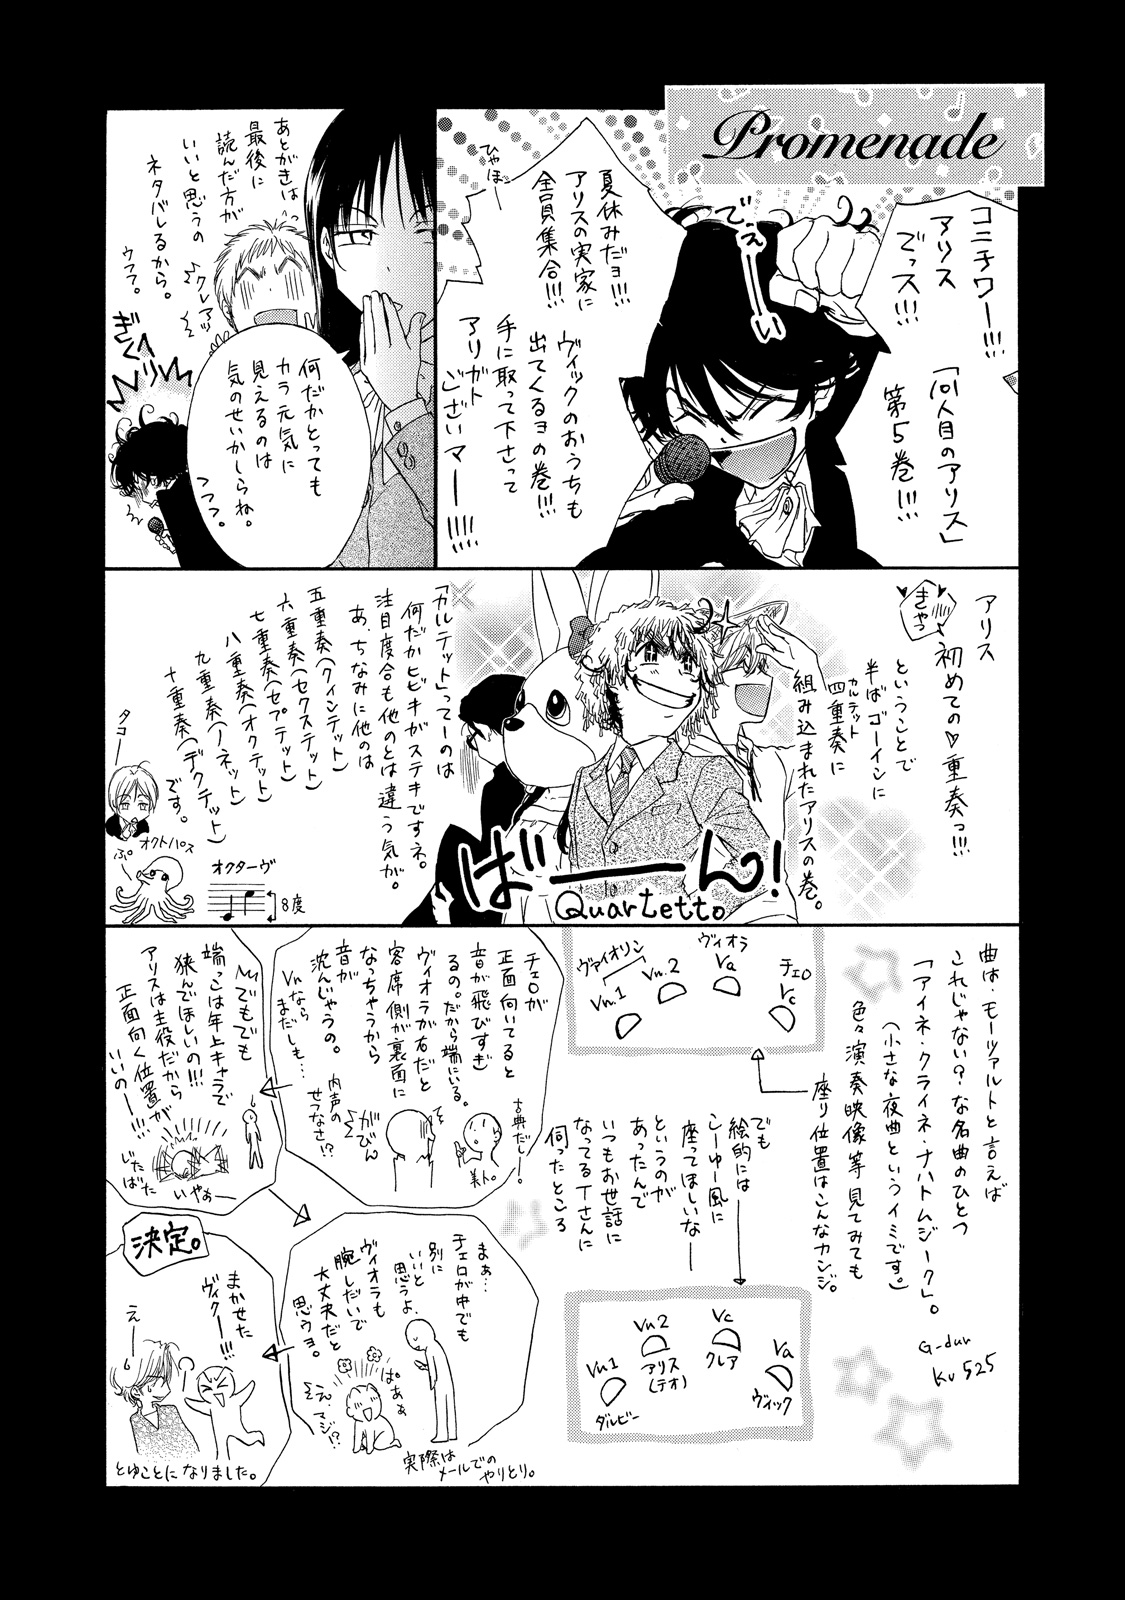 Promenade
コニチワー!!!
アリス
でっス!!!
「101人目のアリス」
第5巻!!!
でぇーい
夏休みだョ!!!
アリスの実家に
全員集合!!!
ヴィックのおうちも
出てくるョの巻!!!
手に取って下さって
アリガト
ございマーー!!!!!
ひゃほー
あとがきは
最後に
読んだ方が
いいと思うの
ネタバレるから。
ウフフ。
クレアッ
何だかとっても
カラ元気に
見えるのは
気のせいかしらね。
フフフ。
ぎくぅり
アリス
きゃっ
初めての♡重奏っ!!!
ということで
半ばゴーインに
四重奏に
カルテット
組み込まれたアリスの巻。
ばーーん!
Quartetto
「カルテット」ってーのは
何だかヒビキがステキですネ。
注目度合も他のとは違う気が。
あ、ちなみに他のは
五重奏(クィンテット)
六重奏(セクステット)
七重奏(セプテット)
八重奏(オクテット)
九重奏(ノネット)
十重奏(デクテット)
です。
タコー
オクトパス
ぷ
オクターヴ
8度
曲は、モーツァルトと言えば
これじゃない?な名曲のひとつ
「アイネ・クライネ・ナハトムジーク」。
(小さな夜曲というイミです。)
G-dur
KV525
色々演奏映像等見てみても
座り位置はこんなカンジ。
チェロ
Vc
ヴィオラ
Va
ヴァイオリン
Vn.2
Vn.1
でも
絵的には
こーゆー風に
座ってほしいなー
というのが
あったんで
いつもお世話に
なってるTさんに
伺ったところ
Vn1
ダルビー
Vn2
アリス
(テオ)
Vc
クレア
Va
ヴィック
チェロが
正面向いてると
音が飛びすぎ
るの。だから端にいる。
ヴィオラが右だと
客席側が裏面に
なっちゃうから
音が
沈んじゃうの。
Vnなら
まだしも…
古典だし!
美人。
がびん
内声の
せつなさ!?
でもでも
端っこは年上キャラで
狭んでほしいの!!!
アリスは主役だから
正面向く位置が
いいのーー!!!
じたばた
いやぁー
まぁ…
チェロが中でも
別に
いいと
思うよ。
ヴィオラも
腕しだいで
大丈夫だと
思うヨ。
ぱぁぁ
え、マジ!?
実際は
メールでの
やりとり。
決定。
まかせた
ヴィクー!!!
えー
とゆことになりました。